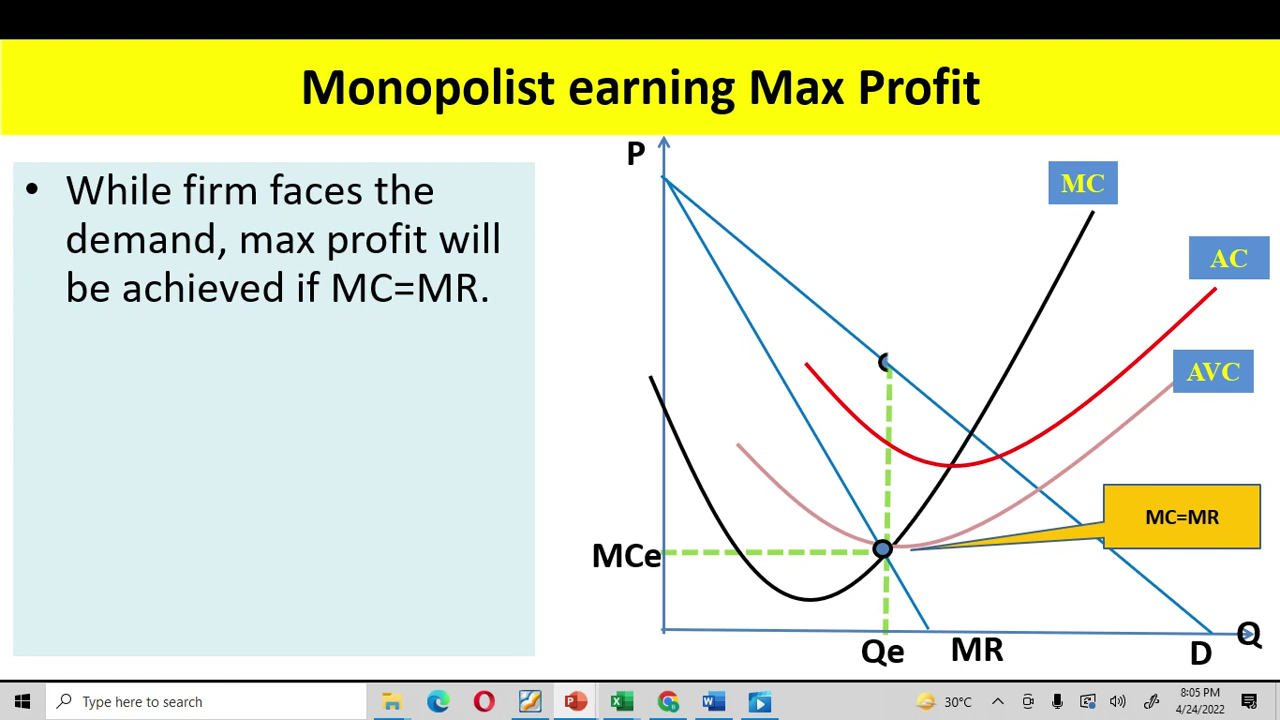 Monopolist earning Max Profit
• While firm faces the
demand, max profit will
be achieved if MC=MR.
P
MC
AC
AVC
MC=MR
MCe
Q
Qe
MR
D
Type here to search
30°C
8:05 PM
4/24/2022